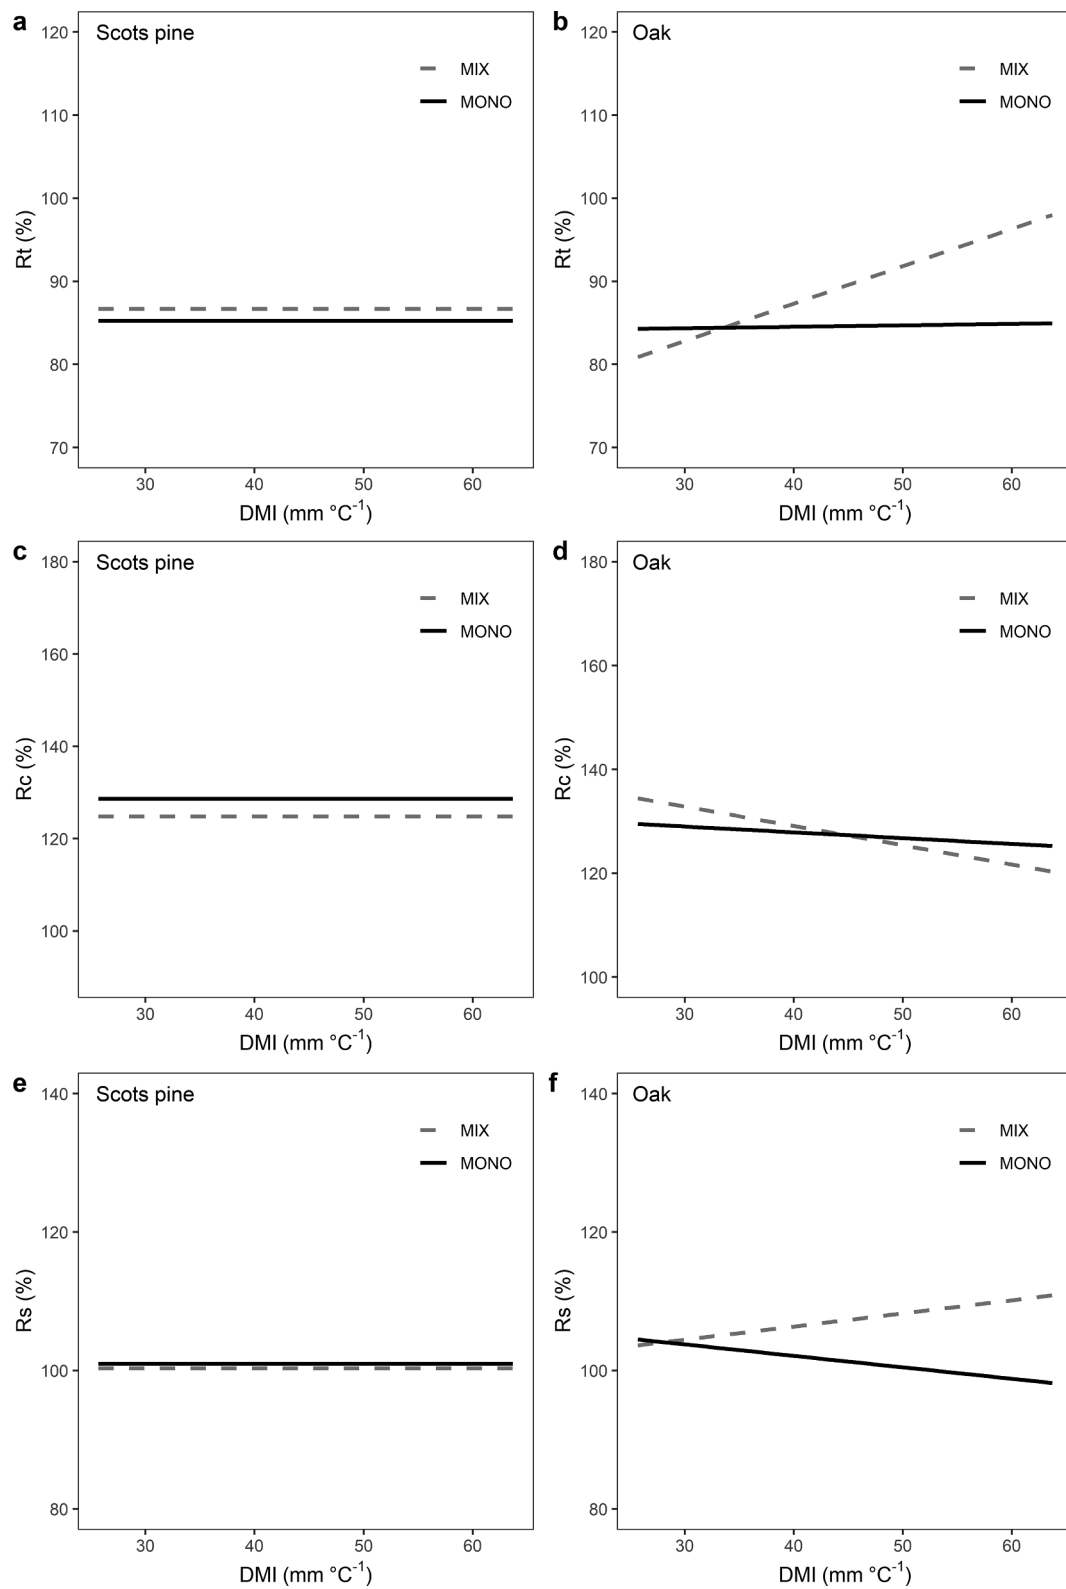 a
Scots pine
MIX
MONO
120
110
100
90
80
70
Rt (%)
30 40 50 60
DMI (mm °C⁻¹)
b
Oak
MIX
MONO
120
110
100
90
80
70
Rt (%)
30 40 50 60
DMI (mm °C⁻¹)
c
Scots pine
MIX
MONO
180
160
140
120
100
Rc (%)
30 40 50 60
DMI (mm °C⁻¹)
d
Oak
MIX
MONO
180
160
140
120
100
Rc (%)
30 40 50 60
DMI (mm °C⁻¹)
e
Scots pine
MIX
MONO
140
120
100
80
Rs (%)
30 40 50 60
DMI (mm °C⁻¹)
f
Oak
MIX
MONO
140
120
100
80
Rs (%)
30 40 50 60
DMI (mm °C⁻¹)